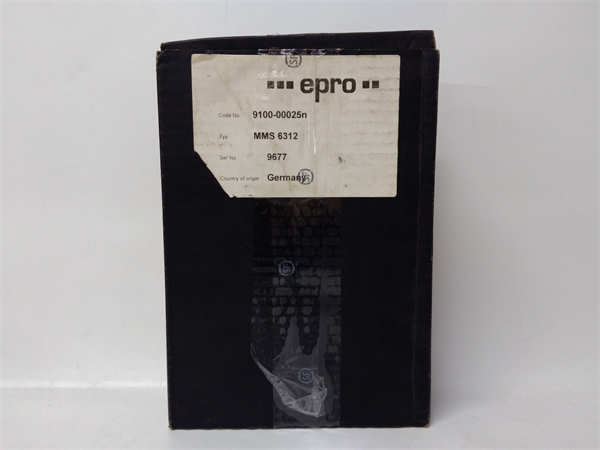 epro
Code No. 9100-00025n
Typ MMS 6312
Ser No 9677
Country of origin Germany